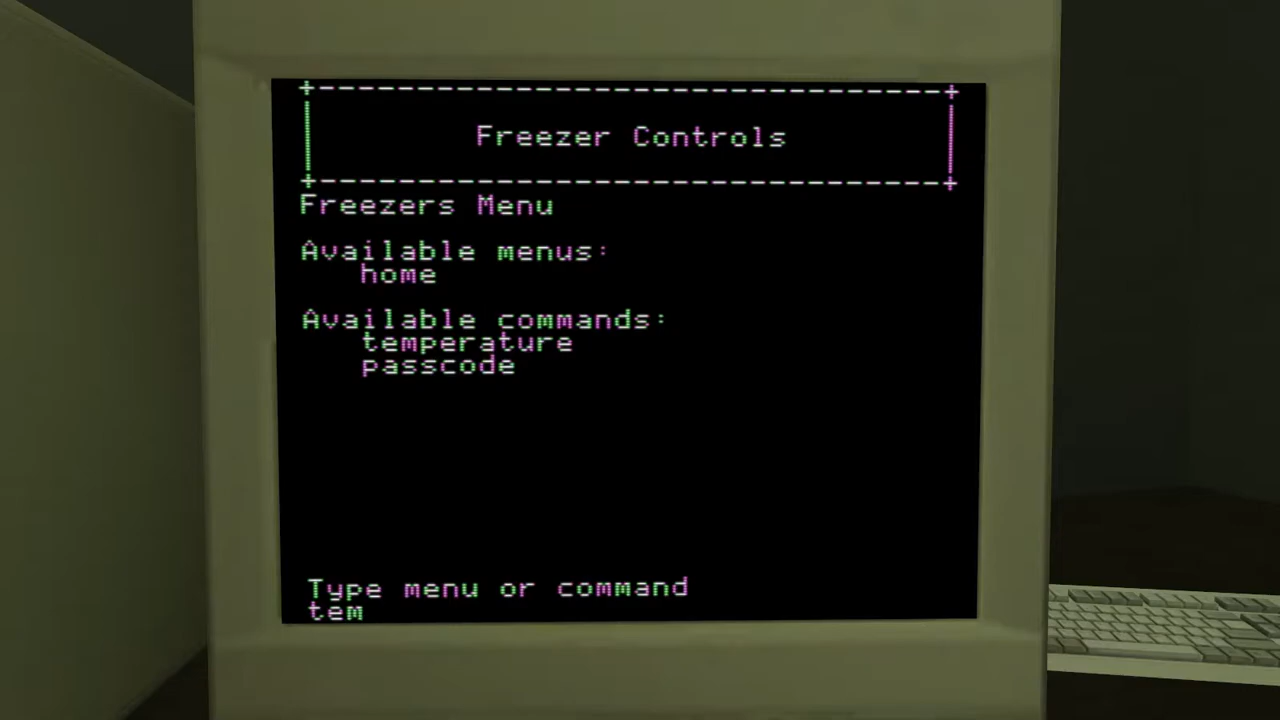 Freezer Controls
Freezers Menu
Available menus:
home
Available commands:
temperature
passcode
Type menu or command
tem